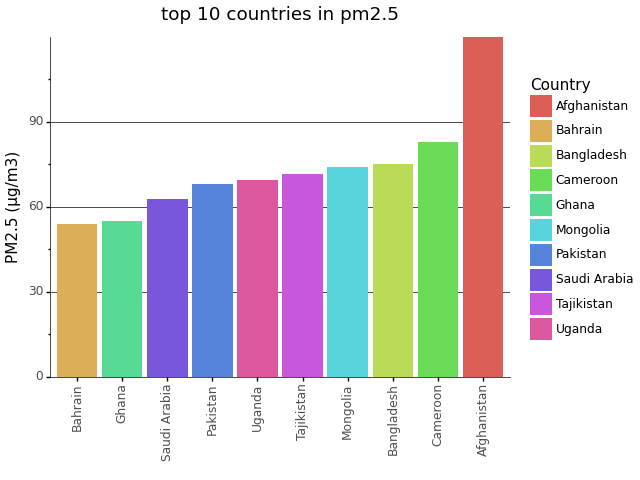 top 10 countries in pm2.5
PM2.5 (µg/m3)
90
60
30
0
Bahrain
Ghana
Saudi Arabia
Pakistan
Uganda
Tajikistan
Mongolia
Bangladesh
Cameroon
Afghanistan
Country
Afghanistan
Bahrain
Bangladesh
Cameroon
Ghana
Mongolia
Pakistan
Saudi Arabia
Tajikistan
Uganda